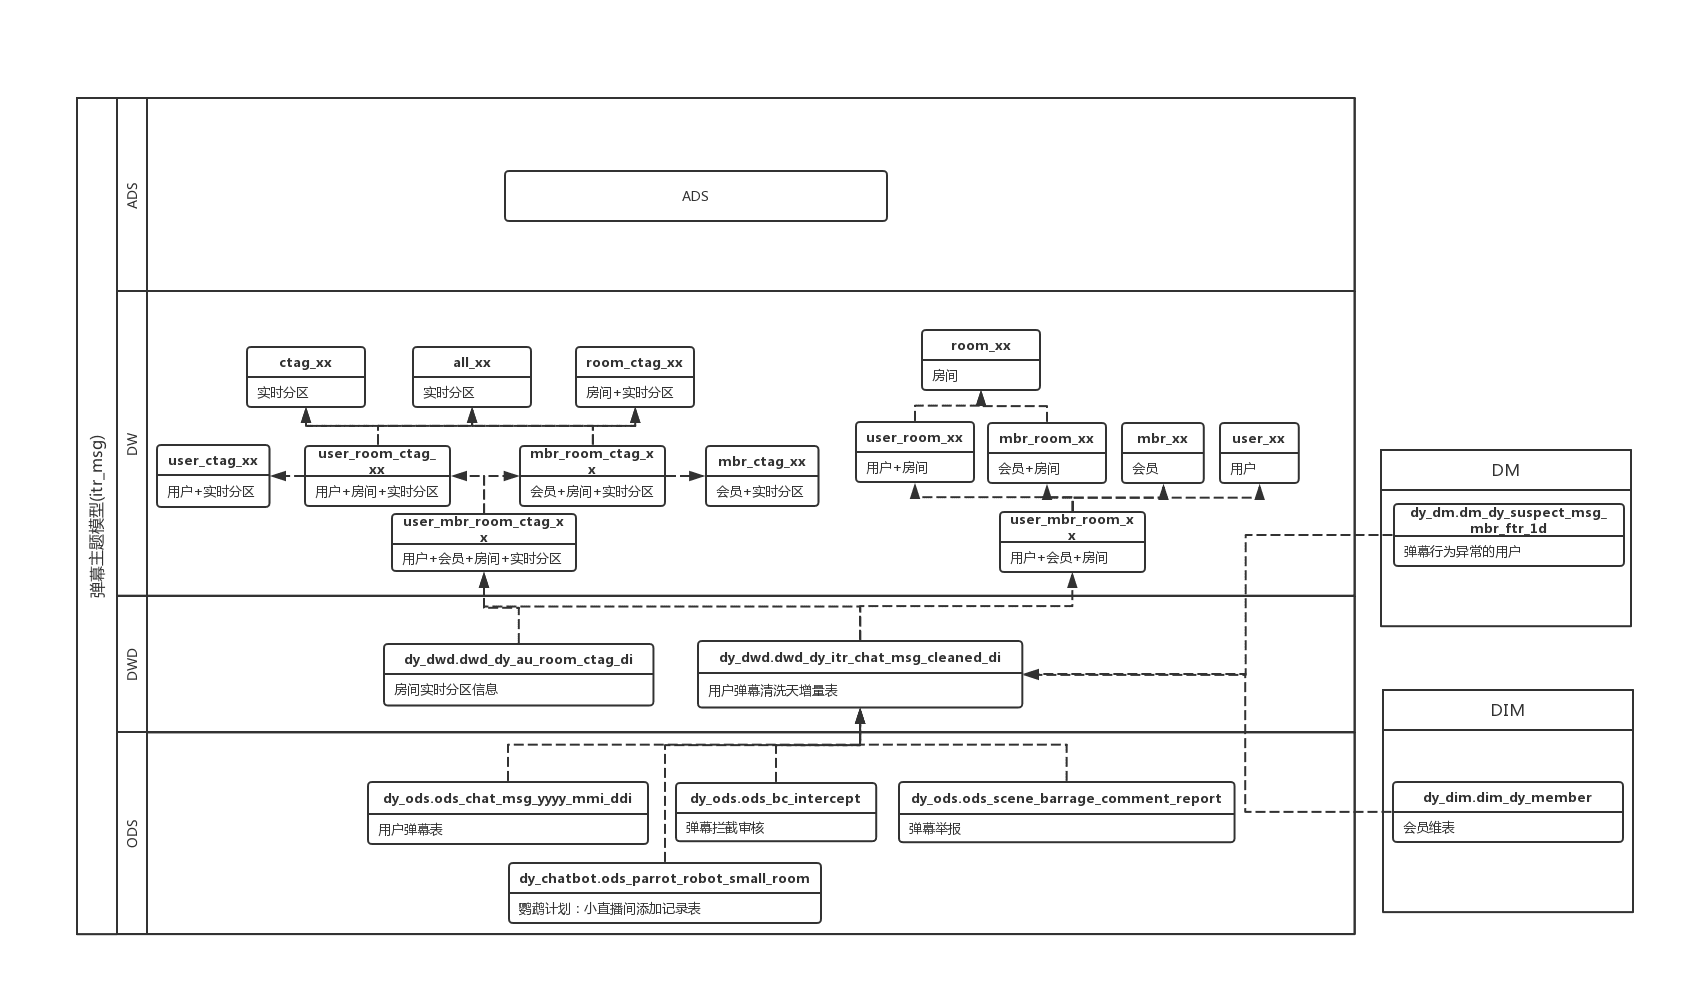 弹幕主题模型(itr_msg)
ADS
ADS
DW
ctag_xx
实时分区
all_xx
实时分区
room_ctag_xx
房间+实时分区
room_xx
房间
user_ctag_xx
用户+实时分区
user_room_ctag_
xx
用户+房间+实时分区
mbr_room_ctag_x
x
会员+房间+实时分区
mbr_ctag_xx
会员+实时分区
user_room_xx
用户+房间
mbr_room_xx
会员+房间
mbr_xx
会员
user_xx
用户
user_mbr_room_ctag_x
x
用户+会员+房间+实时分区
user_mbr_room_x
x
用户+会员+房间
DWD
dy_dwd.dwd_dy_au_room_ctag_di
房间实时分区信息
dy_dwd.dwd_dy_itr_chat_msg_cleaned_di
用户弹幕清洗天增量表
ODS
dy_ods.ods_chat_msg_yyyy_mmi_ddi
用户弹幕表
dy_ods.ods_bc_intercept
弹幕拦截审核
dy_ods.ods_scene_barrage_comment_report
弹幕举报
dy_chatbot.ods_parrot_robot_small_room
鹦鹉计划：小直播间添加记录表
DM
dy_dm.dm_dy_suspect_msg_
mbr_ftr_1d
弹幕行为异常的用户
DIM
dy_dim.dim_dy_member
会员维表